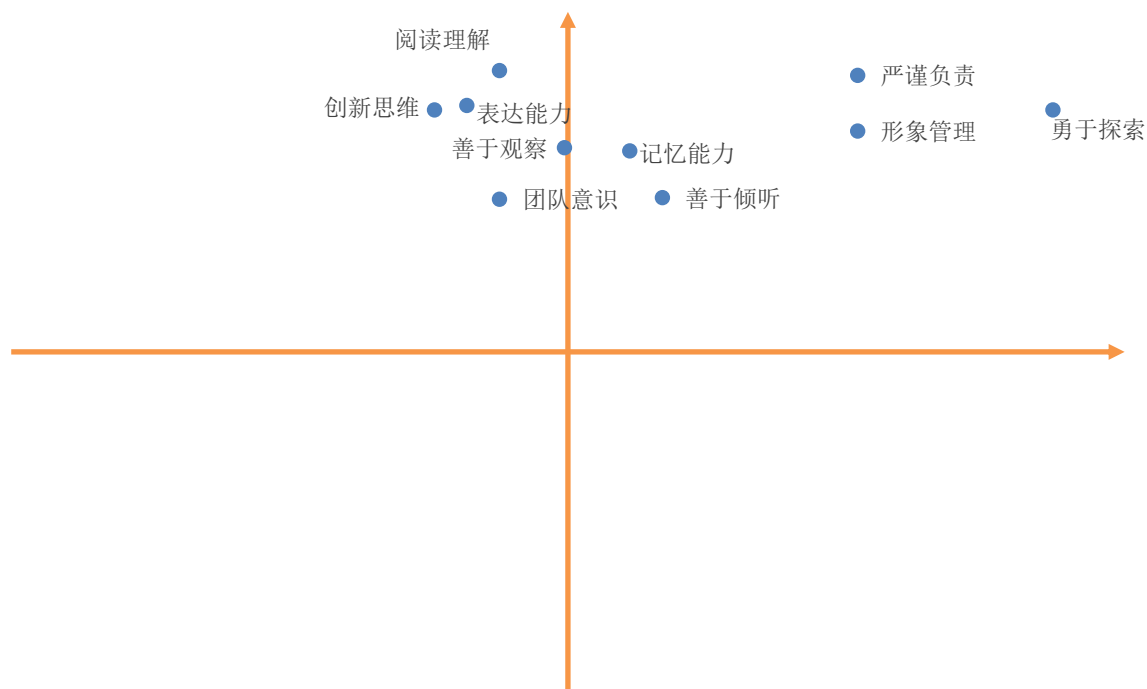 阅读理解
严谨负责
创新思维
表达能力
勇于探索
形象管理
善于观察
记忆能力
团队意识
善于倾听